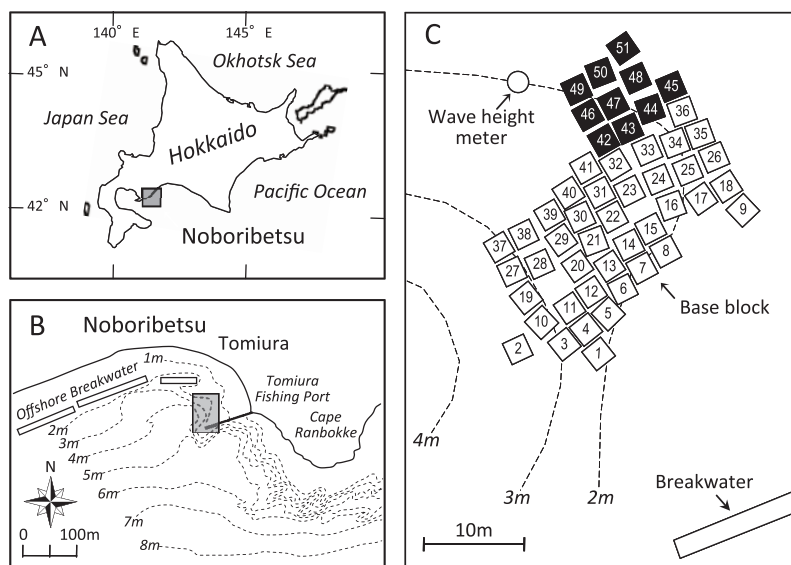 A
140° E
145°
45° N
42°
Okhotsk Sea
Japan Sea
Hokkaido
Pacific Ocean
Noboribetsu
B
Noboribetsu
Tomiura
1m
Offshore Breakwater
Tomiura
Fishing Port
Cape
Ranbokke
2m
3m
4m
5m
6m
7m
8m
N
0 100m
C
Wave height
meter
51
50
48
49
47
45
46
44
36
43
42
35
34
33
26
32
41
25
24
31
18
23
40
17
9
16
22
30
39
15
38
21
14
29
8
37
13
7
28
20
27
12
6
19
11
5
10
4
3
2
1
Base block
4m
3m
2m
Breakwater
10m